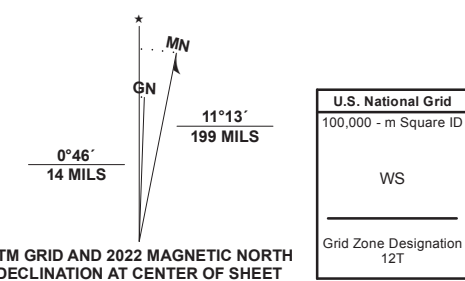 ★
MN
GN
11°13´
199 MILS
0°46´
14 MILS
TM GRID AND 2022 MAGNETIC NORTH
DECLINATION AT CENTER OF SHEET
U.S. National Grid
100,000 - m Square ID
WS
Grid Zone Designation
12T